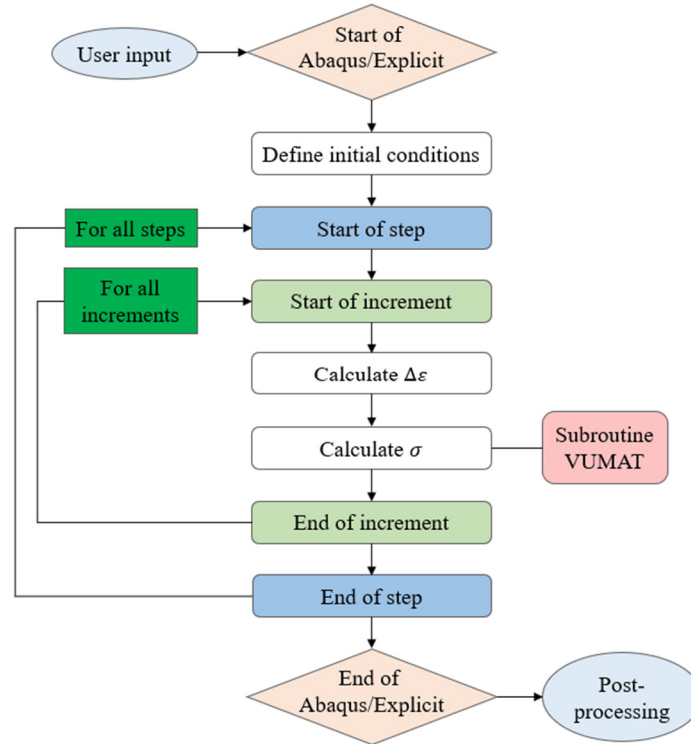 User input
Start of
Abaqus/Explicit
Define initial conditions
For all steps
Start of step
For all
increments
Start of increment
Calculate Δε
Calculate σ
Subroutine
VUMAT
End of increment
End of step
End of
Abaqus/Explicit
Post-
processing